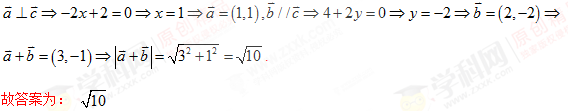 a⃗⊥c⃗⇒-2x+2=0⇒x=1⇒a⃗=(1,1),b⃗//c⃗⇒4+2y=0⇒y=-2⇒b⃗=(2,-2)⇒
a⃗+b⃗=(3,-1)⇒|a⃗+b⃗|=√(3²+1²)=√10.
故答案为: √10